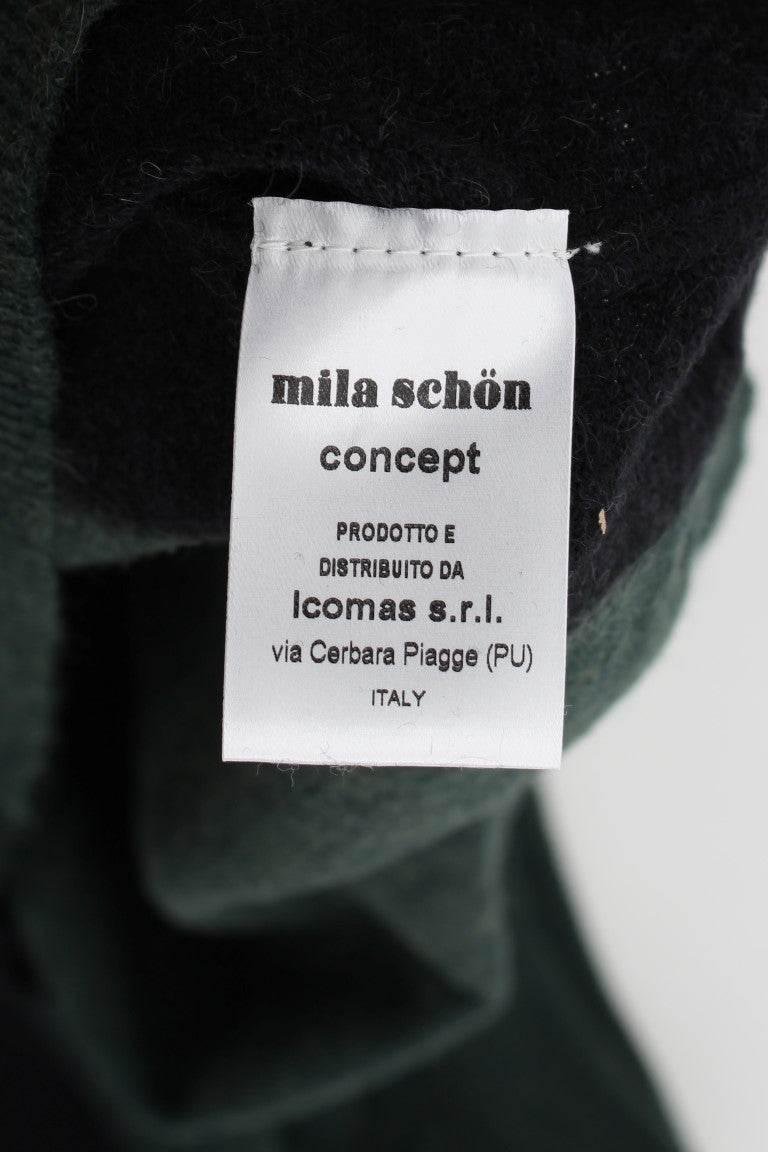 mila schön
concept
PRODOTTO E
DISTRIBUITO DA
Icomas s.r.l.
via Cerbara Piagge (PU)
ITALY